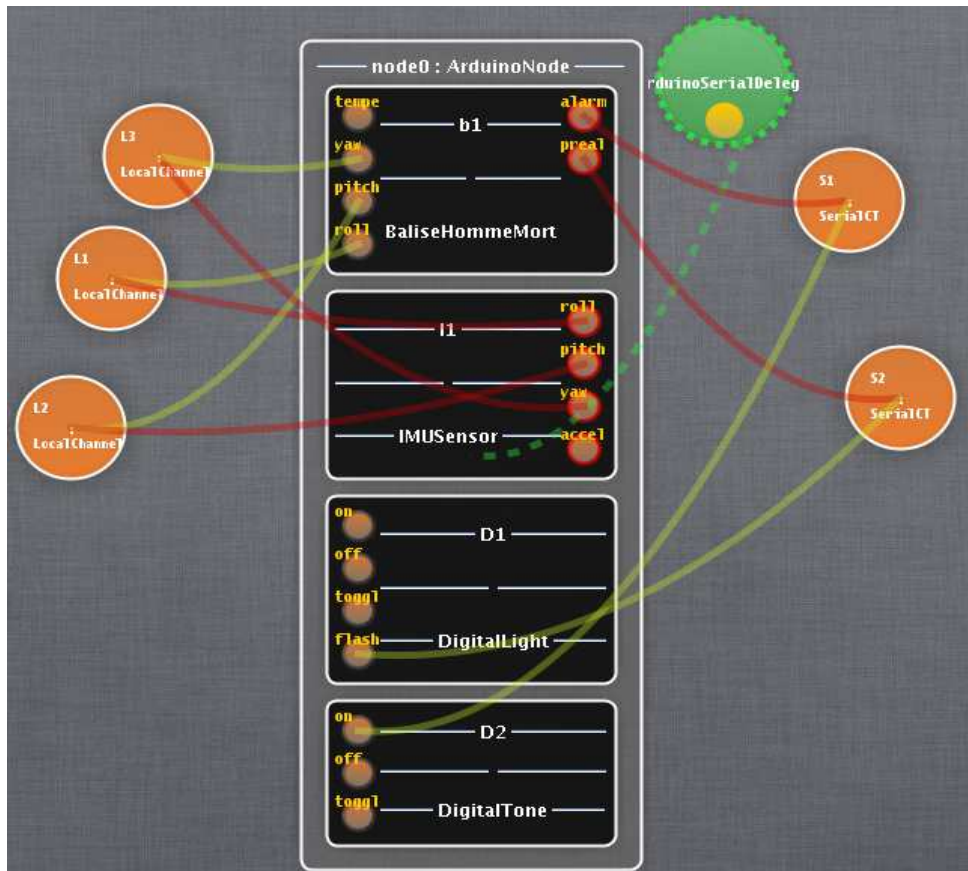 node0 : ArduinoNode
rduinoSerialDeleg
tempe
alarm
b1
yaw
preal
pitch
roll
BaliseHommeMort
L3
:
LocalChannel
L1
:
LocalChannel
L2
:
LocalChannel
S1
:
SerialCT
S2
:
SerialCT
roll
I1
pitch
yaw
IMUSensor
accel
on
D1
off
toggl
flash
DigitalLight
on
D2
off
toggl
DigitalTone